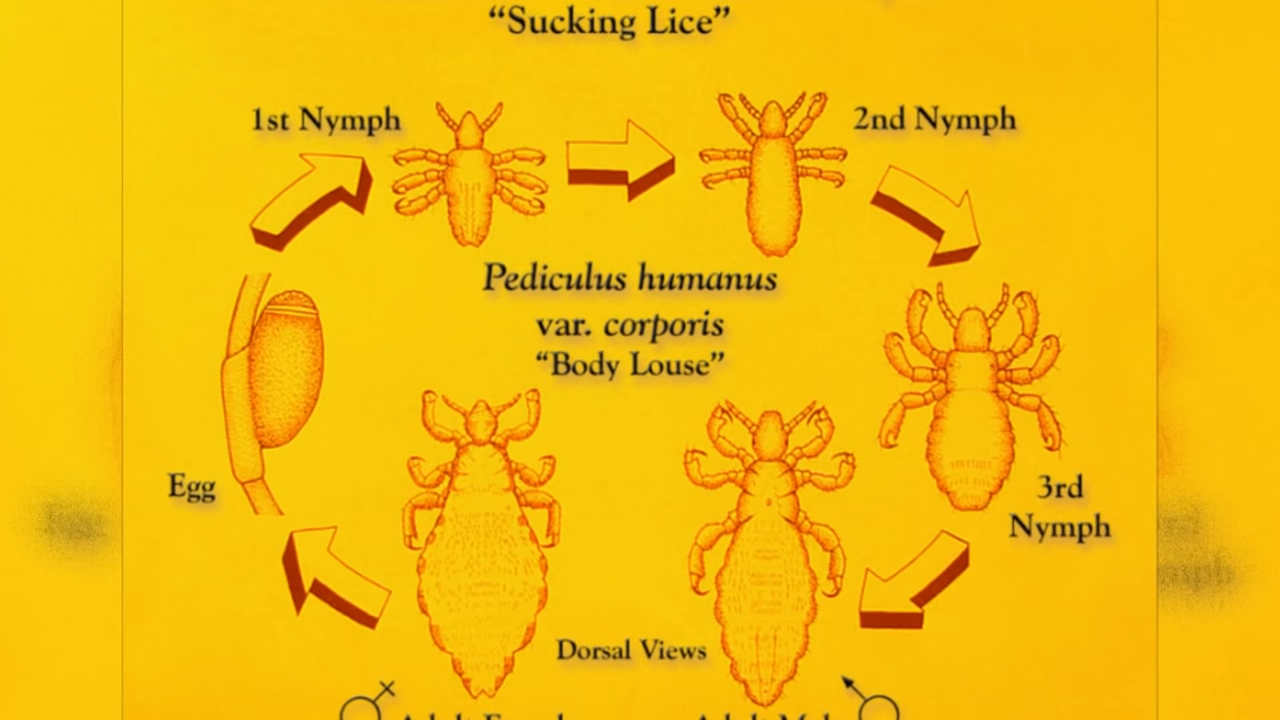 “Sucking Lice”
1st Nymph
2nd Nymph
Pediculus humanus
var. corporis
“Body Louse”
Egg
3rd
Nymph
Dorsal Views